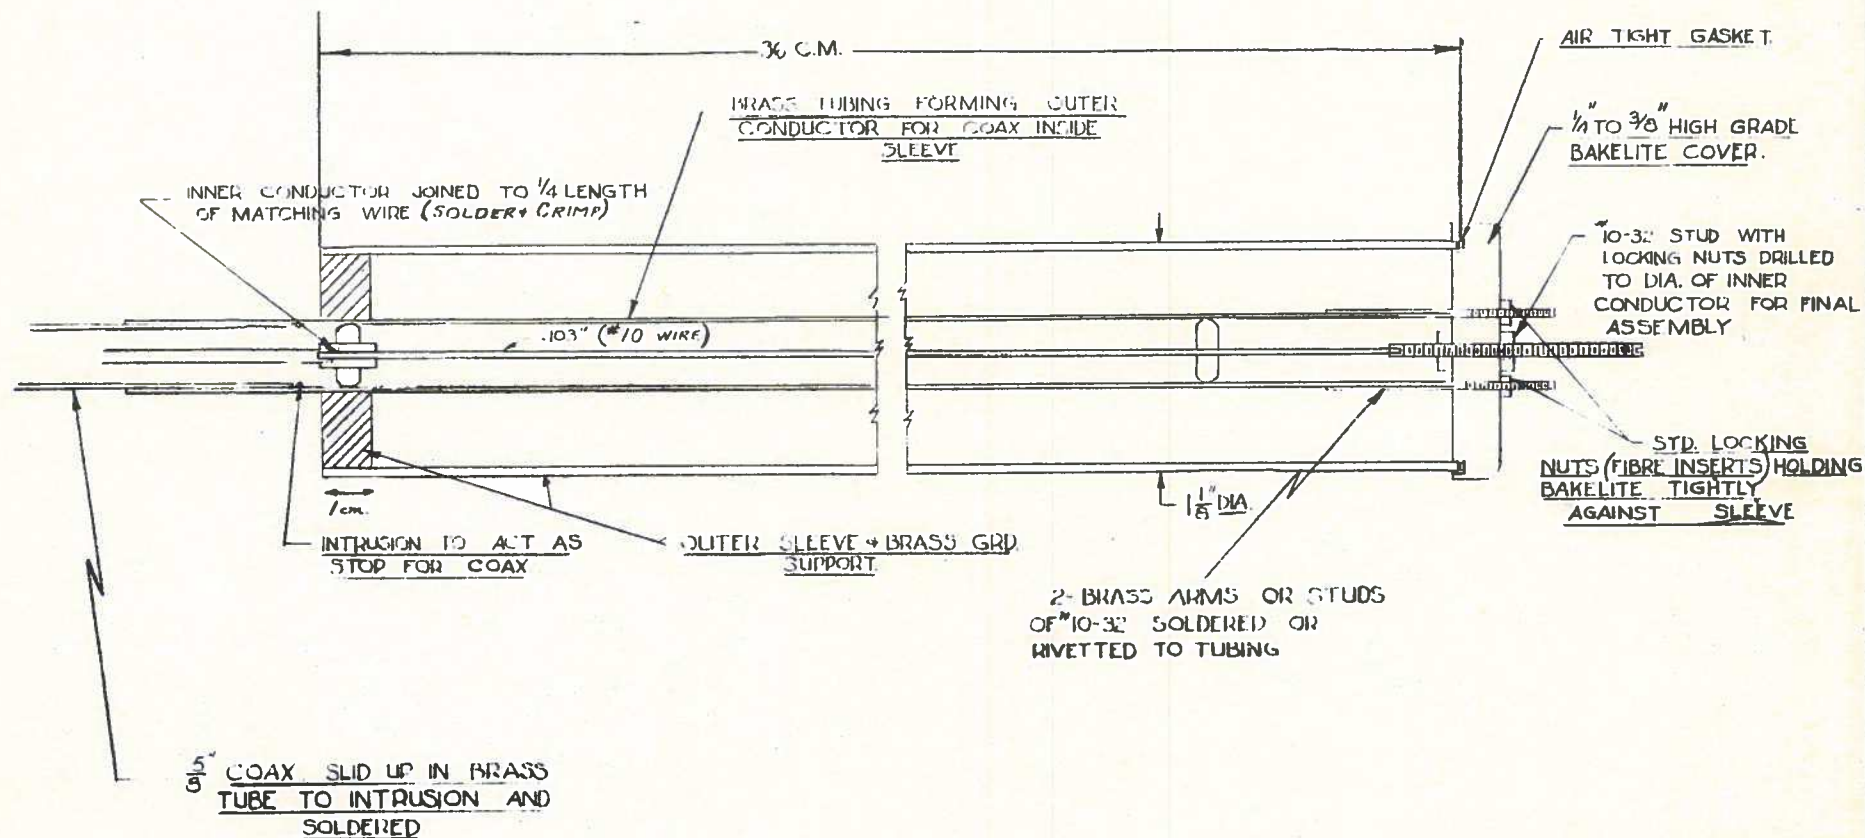 36 C.M.
AIR TIGHT GASKET
BRASS TUBING FORMING OUTER
CONDUCTOR FOR COAX INSIDE
SLEEVE
1/4" TO 3/8" HIGH GRADE
BAKELITE COVER.
INNER CONDUCTOR JOINED TO 1/4 LENGTH
OF MATCHING WIRE (SOLDER & CRIMP)
#10-32 STUD WITH
LOCKING NUTS DRILLED
TO DIA. OF INNER
CONDUCTOR FOR FINAL
ASSEMBLY
.103" (#10 WIRE)
STD. LOCKING
NUTS (FIBRE INSERTS) HOLDING
BAKELITE TIGHTLY
AGAINST SLEEVE
1cm.
DIA.
INTRUSION TO ACT AS
STOP FOR COAX
OUTER SLEEVE & BRASS GRD.
SUPPORT
2- BRASS ARMS OR STUDS
OF #10-32 SOLDERED OR
RIVETTED TO TUBING
5/8" COAX SLID UP IN BRASS
TUBE TO INTRUSION AND
SOLDERED